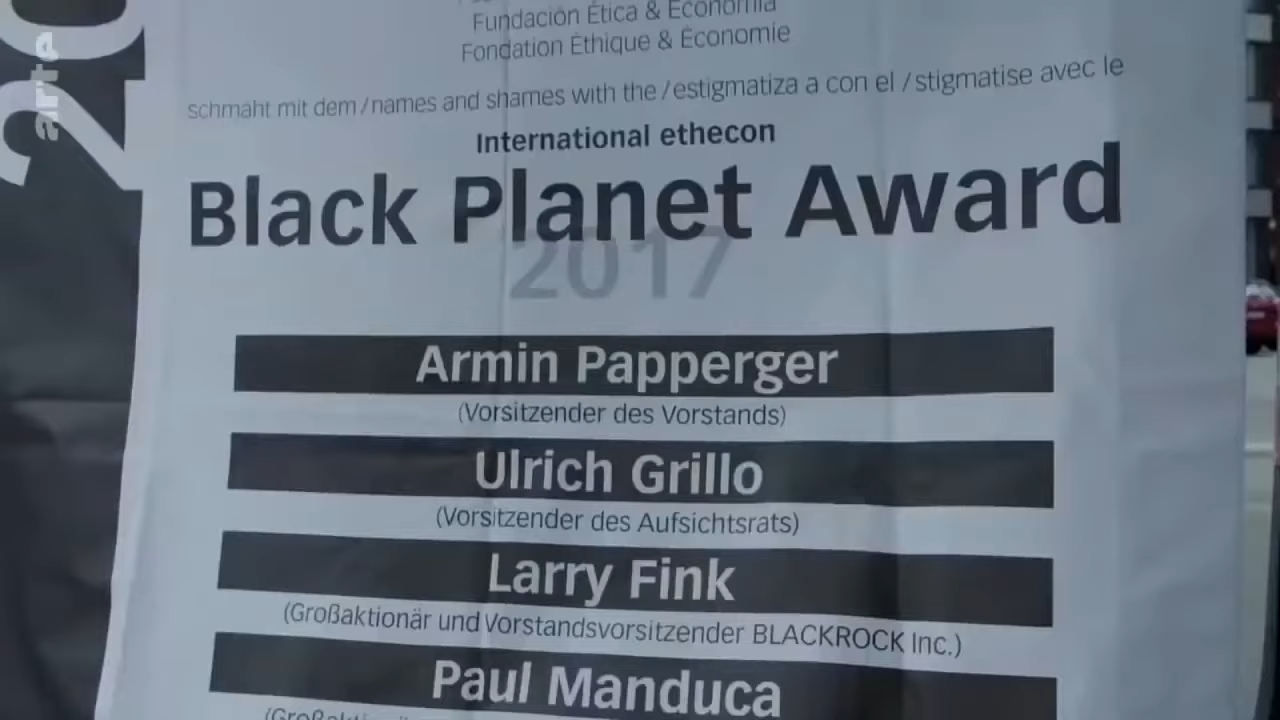 20
arte
Fundación Ética & Economía
Fondation Éthique & Économie
schmäht mit dem / names and shames with the / estigmatiza a con el / stigmatise avec le
International ethecon
Black Planet Award
2017
Armin Papperger
(Vorsitzender des Vorstands)
Ulrich Grillo
(Vorsitzender des Aufsichtsrats)
Larry Fink
(Großaktionär und Vorstandsvorsitzender BLACKROCK Inc.)
Paul Manduca